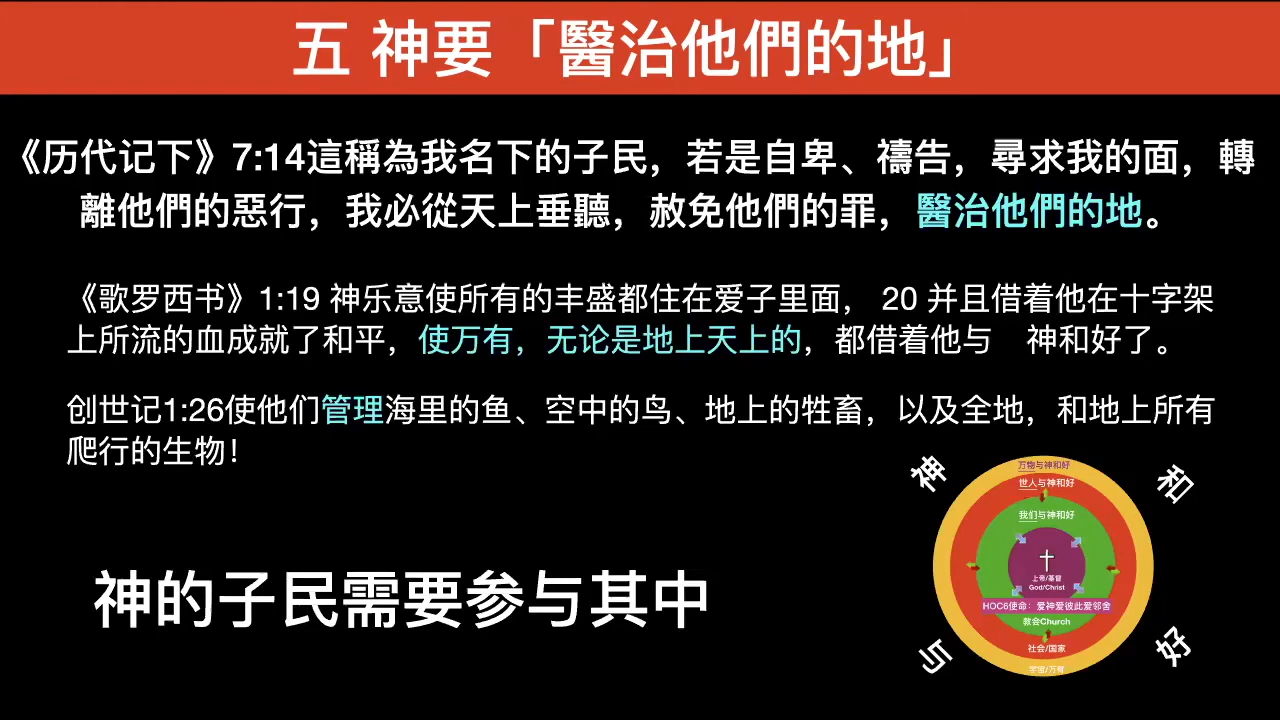 五 神要「醫治他們的地」
《历代记下》7:14這稱為我名下的子民，若是自卑、禱告，尋求我的面，轉
離他們的惡行，我必從天上垂聽，赦免他們的罪，醫治他們的地。
《歌罗西书》1:19 神乐意使所有的丰盛都住在爱子里面， 20 并且借着他在十字架
上所流的血成就了和平，使万有，无论是地上天上的，都借着他与 神和好了。
创世记1:26使他们管理海里的鱼、空中的鸟、地上的牲畜，以及全地，和地上所有
爬行的生物！
神的子民需要参与其中
神
和
万物与神和好
世人与神和好
我们与神和好
上帝/基督
God/Christ
HOC6使命：爱神爱彼此爱邻舍
教会Church
社会/国家
宇宙/万有
与
好